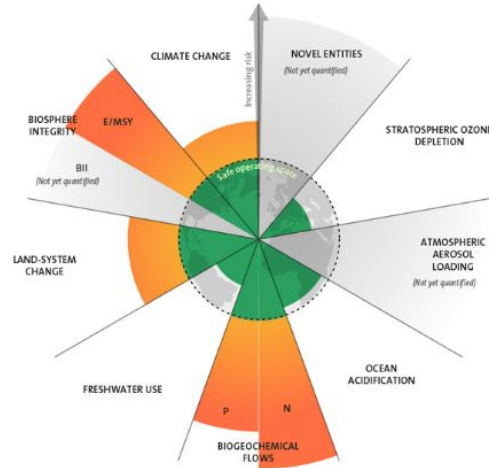 CLIMATE CHANGE
Increasing risk
NOVEL ENTITIES
(Not yet quantified)
STRATOSPHERIC OZONE
DEPLETION
ATMOSPHERIC
AEROSOL
LOADING
(Not yet quantified)
OCEAN
ACIDIFICATION
N
P
BIOGEOCHEMICAL
FLOWS
FRESHWATER USE
LAND-SYSTEM
CHANGE
BII
(Not yet quantified)
BIOSPHERE
INTEGRITY
E/MSY
Safe operating space